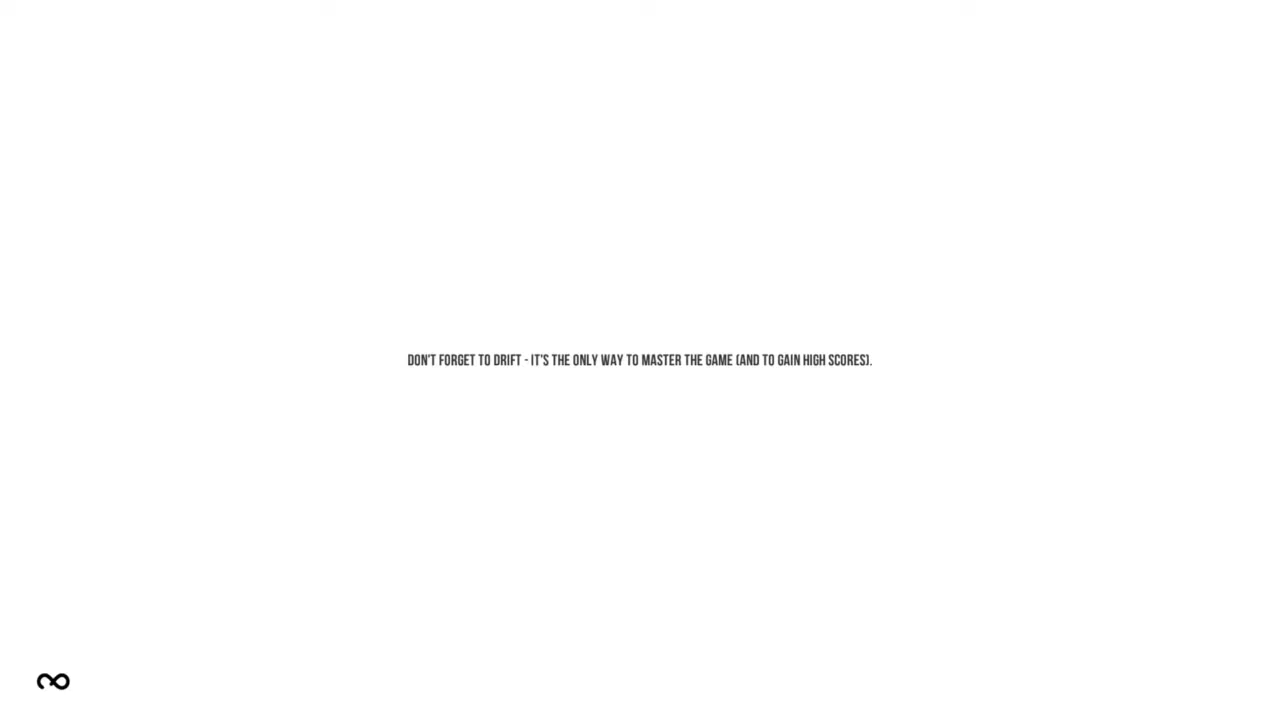 DON'T FORGET TO DRIFT - IT'S THE ONLY WAY TO MASTER THE GAME (AND TO GAIN HIGH SCORES).